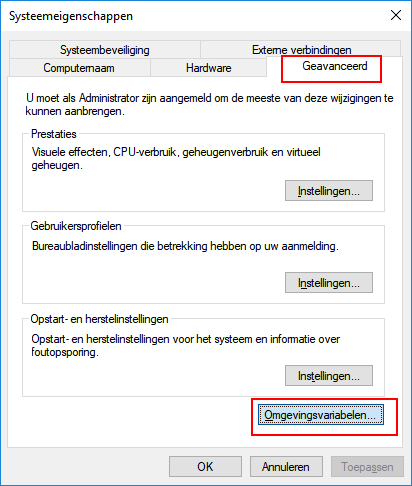 Systeemeigenschappen
Systeembeveiliging
Externe verbindingen
Computernaam
Hardware
Geavanceerd
U moet als Administrator zijn aangemeld om de meeste van deze wijzigingen te
kunnen aanbrengen.
Prestaties
Visuele effecten, CPU-verbruik, geheugenverbruik en virtueel
geheugen.
Instellingen...
Gebruikersprofielen
Bureaubladinstellingen die betrekking hebben op uw aanmelding.
Instellingen...
Opstart- en herstelinstellingen
Opstart- en herstelinstellingen voor het systeem en informatie over
foutopsporing.
Instellingen...
Omgevingsvariabelen...
OK
Annuleren
Toepassen